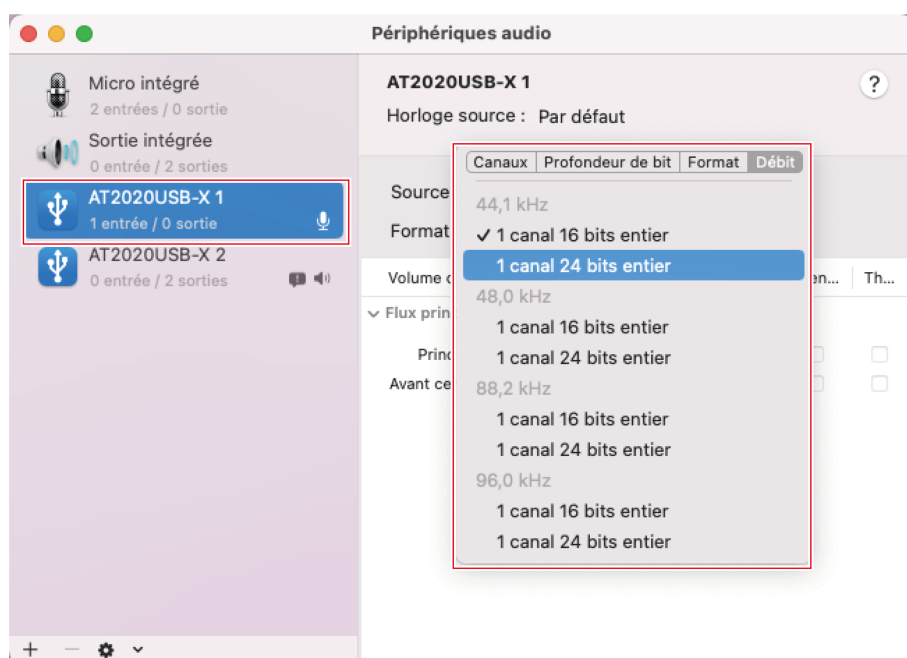 Périphériques audio
Micro intégré
2 entrées / 0 sortie
Sortie intégrée
0 entrée / 2 sorties
AT2020USB-X 1
1 entrée / 0 sortie
AT2020USB-X 2
0 entrée / 2 sorties
AT2020USB-X 1
?
Horloge source : Par défaut
Source
Format
Canaux Profondeur de bit Format Débit
44,1 kHz
✓ 1 canal 16 bits entier
1 canal 24 bits entier
48,0 kHz
1 canal 16 bits entier
1 canal 24 bits entier
88,2 kHz
1 canal 16 bits entier
1 canal 24 bits entier
96,0 kHz
1 canal 16 bits entier
1 canal 24 bits entier
Volume
en... Th...
Flux prin
Princ
Avant ce